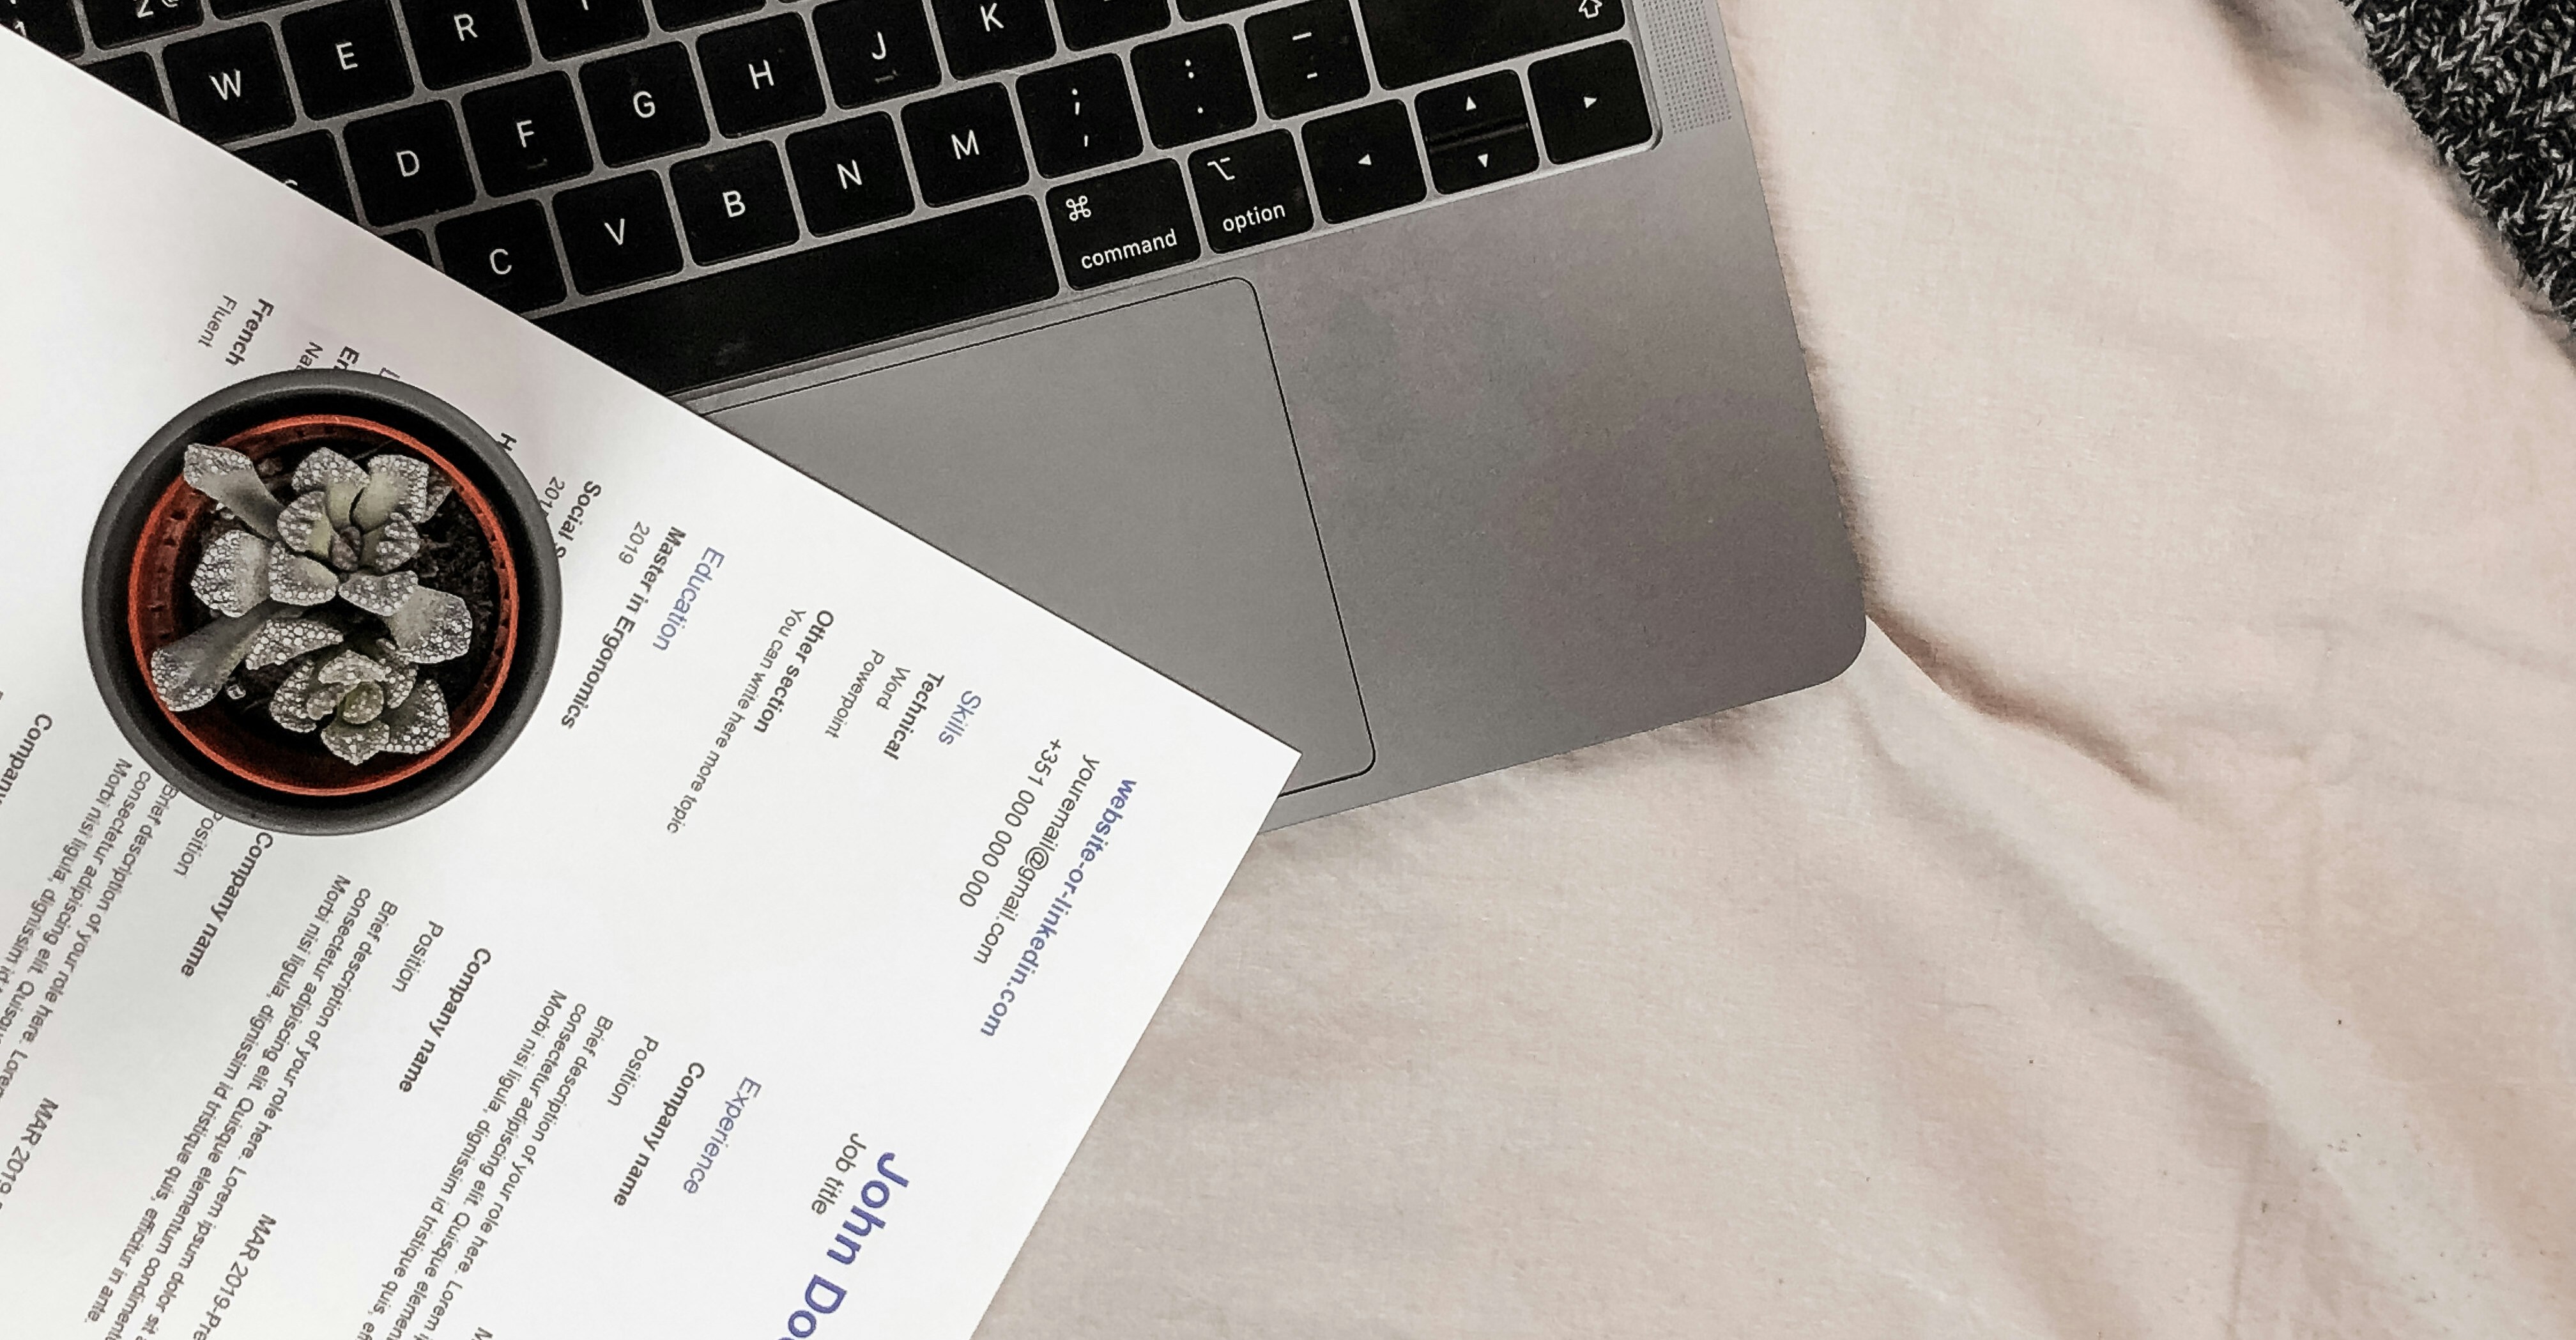 W E R
D F G H J K
C V B N M ; , : . — -
⌘ command
⌥ option
John
Job title
website-or-linkedin.com
youremail@gmail.com
+351 000 000 000
Experience
Company name
Position
Brief description of your role here. Lorem
consectetur adipiscing elit. Quisque elementum
Morbi nisi ligula, dignissim id tristique quis,
Company name
Position
MAR 2019
Brief description of your role here. Lorem ipsum dolor sit
consectetur adipiscing elit. Quisque elementum condimentum
Morbi nisi ligula, dignissim id tristique quis, efficitur in ante.
Company name
Position
MAR 2019
Brief description of your role here. Lorem
consectetur adipiscing elit. Quisque
Morbi nisi ligula, dignissim id
Company
Skills
Technical
Word
Powerpoint
Other section
You can write here more topic
Education
Master in Ergonomics
2019
Social
French
Fluent